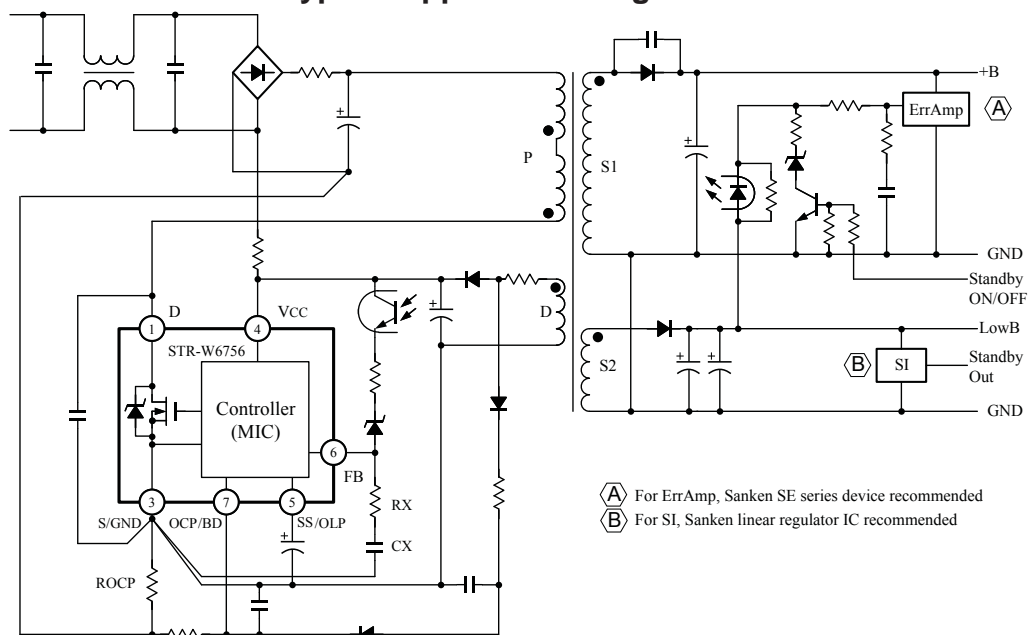 +B
ErrAmp
A
P
S1
GND
Standby
ON/OFF
D
D
VCC
1
4
STR-W6756
LowB
S2
B
SI
Standby
Out
Controller
(MIC)
GND
6
FB
3
7
5
S/GND
OCP/BD
SS/OLP
RX
A
For ErrAmp, Sanken SE series device recommended
B
For SI, Sanken linear regulator IC recommended
CX
ROCP